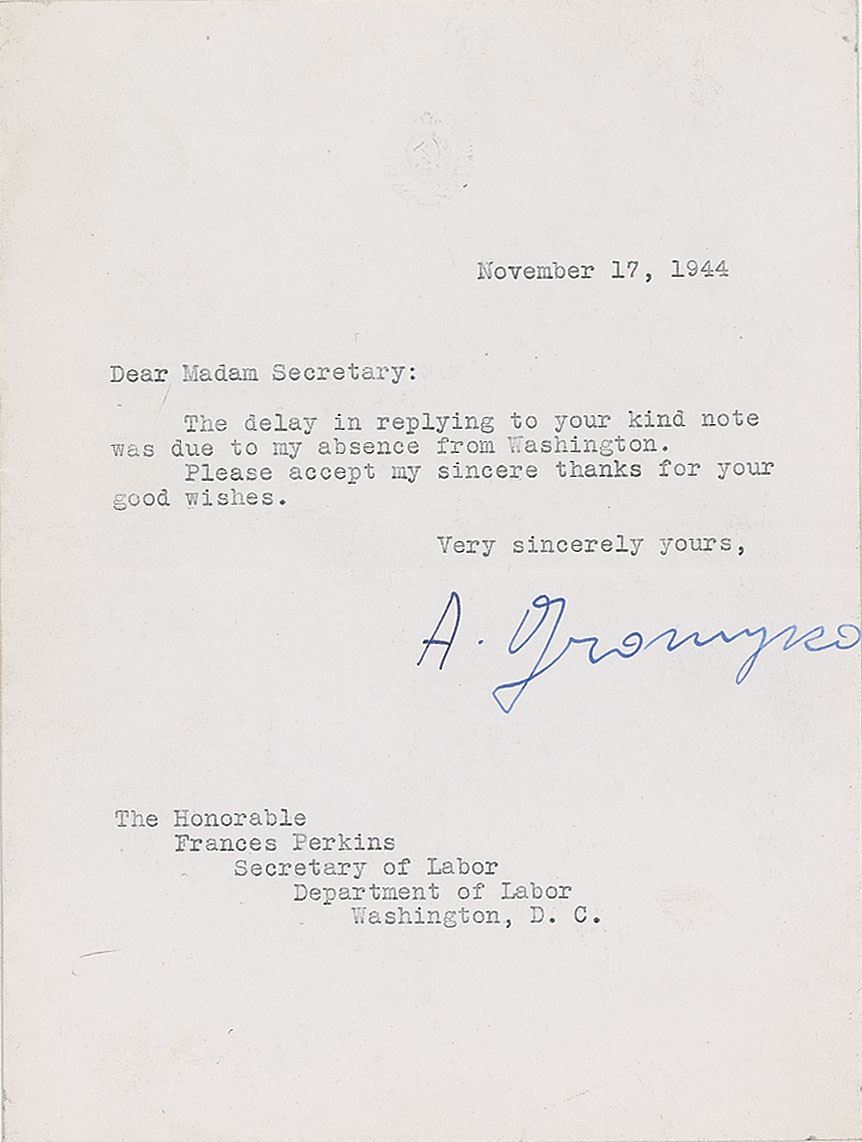 November 17, 1944
Dear Madam Secretary:
The delay in replying to your kind note
was due to my absence from Washington.
Please accept my sincere thanks for your
good wishes.
Very sincerely yours,
A. Gromyko
The Honorable
Frances Perkins
Secretary of Labor
Department of Labor
Washington, D. C.